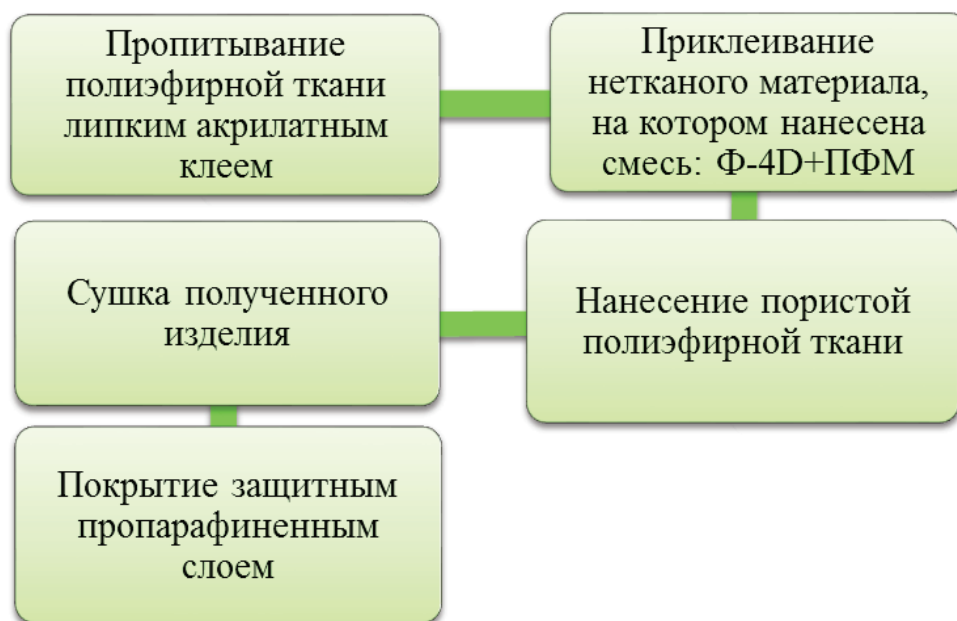 Пропитывание
полиэфирной ткани
липким акрилатным
клеем
Приклеивание
нетканого материала,
на котором нанесена
смесь: Ф-4D+ПФМ
Нанесение пористой
полиэфирной ткани
Сушка полученного
изделия
Покрытие защитным
пропарафиненным
слоем